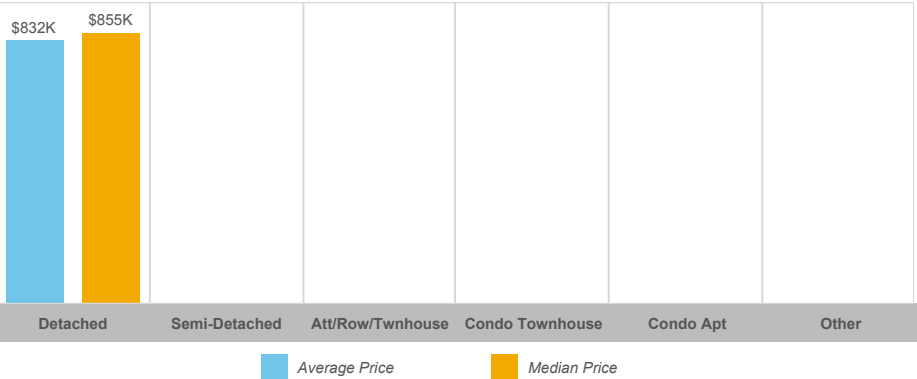 $832K
$855K
Detached
Semi-Detached
Att/Row/Twnhouse
Condo Townhouse
Condo Apt
Other
Average Price
Median Price